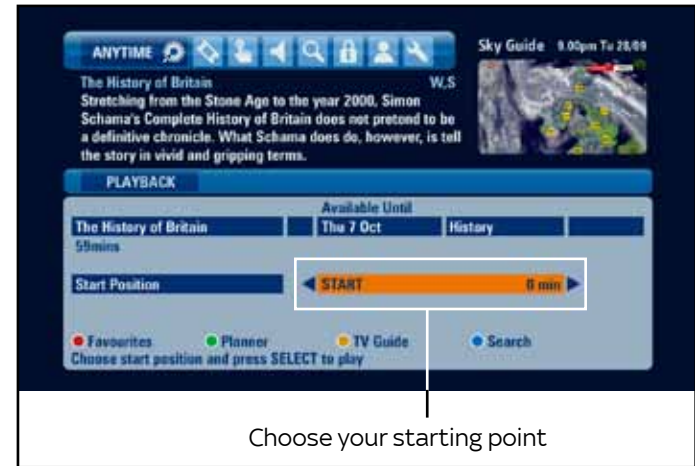 ANYTIME
Sky Guide 9.00pm Tu 28/09
The History of Britain W,S
Stretching from the Stone Age to the year 2000, Simon
Schama's Complete History of Britain does not pretend to be
a definitive chronicle. What Schama does do, however, is tell
the story in vivid and gripping terms.
PLAYBACK
Available Until
The History of Britain Thu 7 Oct History
59mins
Start Position START 0 min
Favourites Planner TV Guide Search
Choose start position and press SELECT to play
Choose your starting point